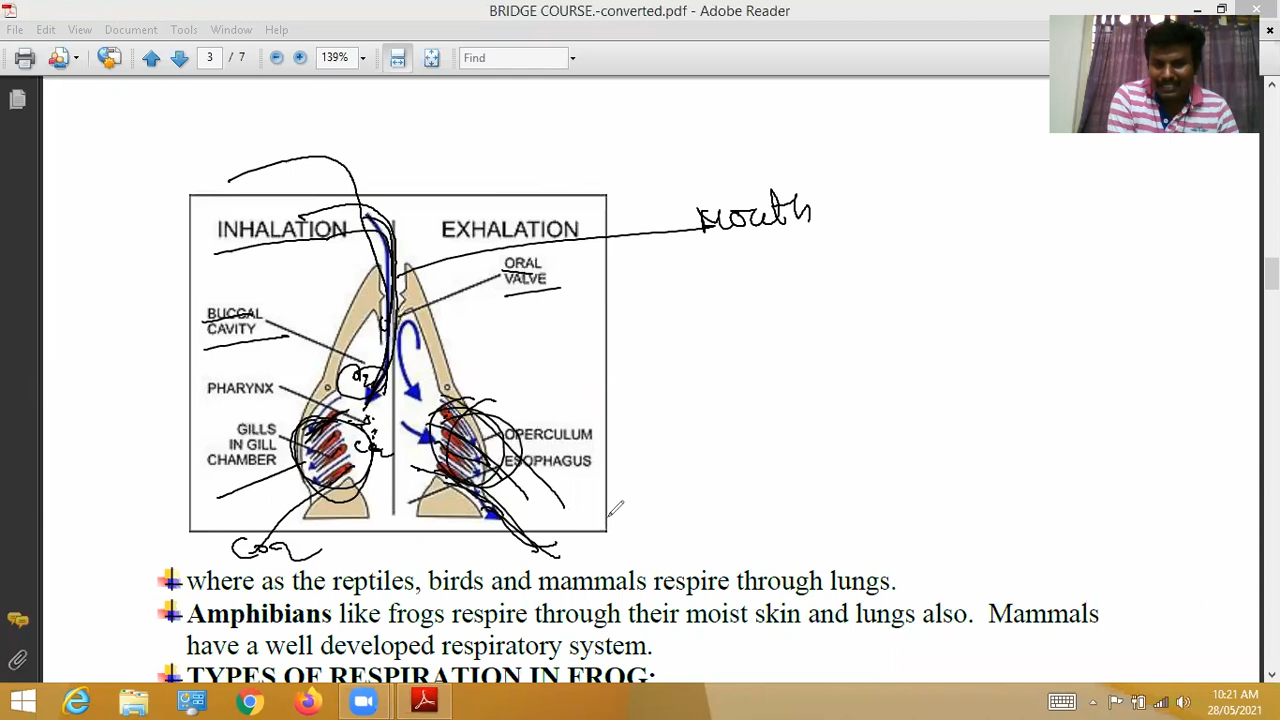 BRIDGE COURSE.-converted.pdf - Adobe Reader
File Edit View Document Tools Window Help
3 / 7 139% Find
mouth
INHALATION EXHALATION
ORAL
VALVE
BUCCAL
CAVITY
O2
PHARYNX
GILLS
IN GILL
CHAMBER
CO2
OPERCULUM
ESOPHAGUS
CO2
where as the reptiles, birds and mammals respire through lungs.
Amphibians like frogs respire through their moist skin and lungs also. Mammals
have a well developed respiratory system.
TYPES OF RESPIRATION IN FROG:
10:21 AM
28/05/2021